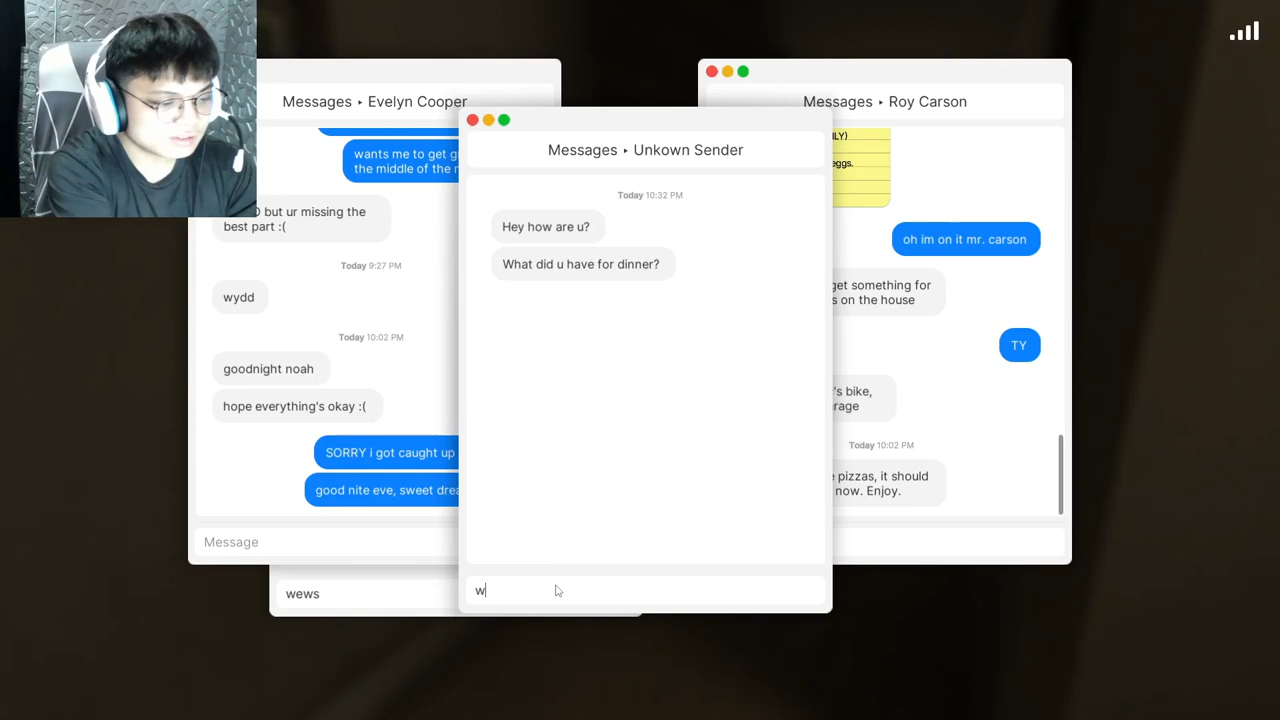 Messages ▸ Evelyn Cooper
wants me to get g
the middle of the r
but ur missing the
best part :(
Today 9:27 PM
wydd
Today 10:02 PM
goodnight noah
hope everything's okay :(
SORRY i got caught up
good nite eve, sweet drea
Message
wews
Messages ▸ Unkown Sender
Today 10:32 PM
Hey how are u?
What did u have for dinner?
w
Messages ▸ Roy Carson
ILY)
eggs.
oh im on it mr. carson
get something for
s on the house
TY
's bike,
rage
Today 10:02 PM
e pizzas, it should
now. Enjoy.